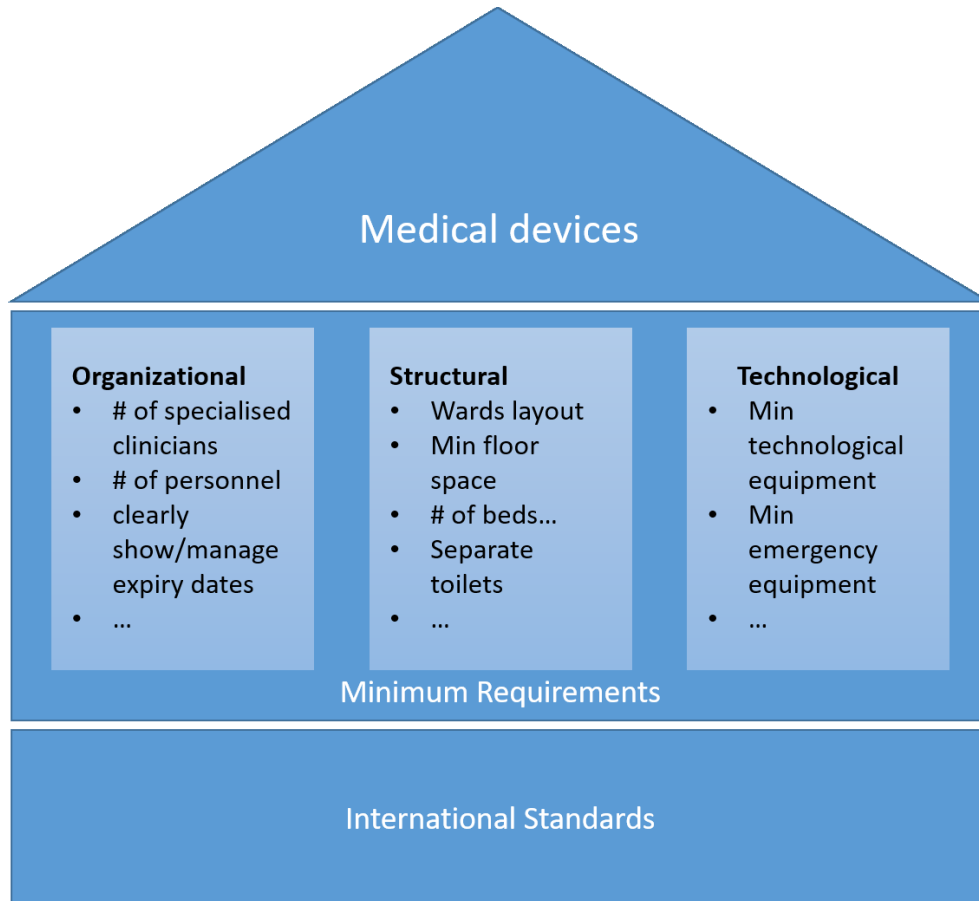 Medical devices
Organizational
• # of specialised
clinicians
• # of personnel
• clearly
show/manage
expiry dates
• …
Structural
• Wards layout
• Min floor
space
• # of beds…
• Separate
toilets
• …
Technological
• Min
technological
equipment
• Min
emergency
equipment
• …
Minimum Requirements
International Standards